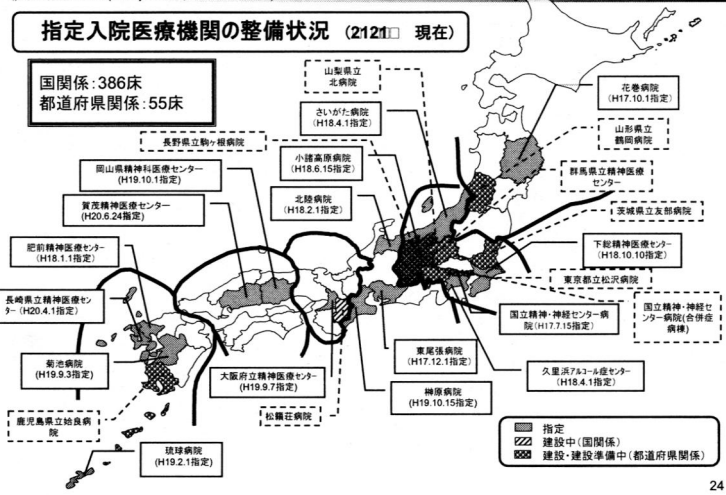 指定入院医療機関の整備状況 (2121□ 現在)
国関係:386床
都道府県関係:55床
山梨県立
北病院
さいがた病院
(H18.4.1指定)
長野県立駒ヶ根病院
小諸高原病院
(H18.6.15指定)
岡山県精神科医療センター
(H19.10.1指定)
賀茂精神医療センター
(H20.6.24指定)
北陸病院
(H18.2.1指定)
肥前精神医療センター
(H18.1.1指定)
長崎県立精神医療セン
ター(H20.4.1指定)
菊池病院
(H19.9.3指定)
鹿児島県立姶良病
院
琉球病院
(H19.2.1指定)
大阪府立精神医療センター
(H19.9.7指定)
松籟荘病院
東尾張病院
(H17.12.1指定)
榊原病院
(H19.10.15指定)
花巻病院
(H17.10.1指定)
山形県立
鶴岡病院
群馬県立精神医療
センター
茨城県立友部病院
下総精神医療センター
(H18.10.10指定)
東京都立松沢病院
国立精神・神経センター病
院(H17.7.15指定)
国立精神・神経セ
ンター病院(合併症
病棟)
久里浜アルコール症センター
(H18.4.1指定)
指定
建設中(国関係)
建設・建設準備中(都道府県関係)
24